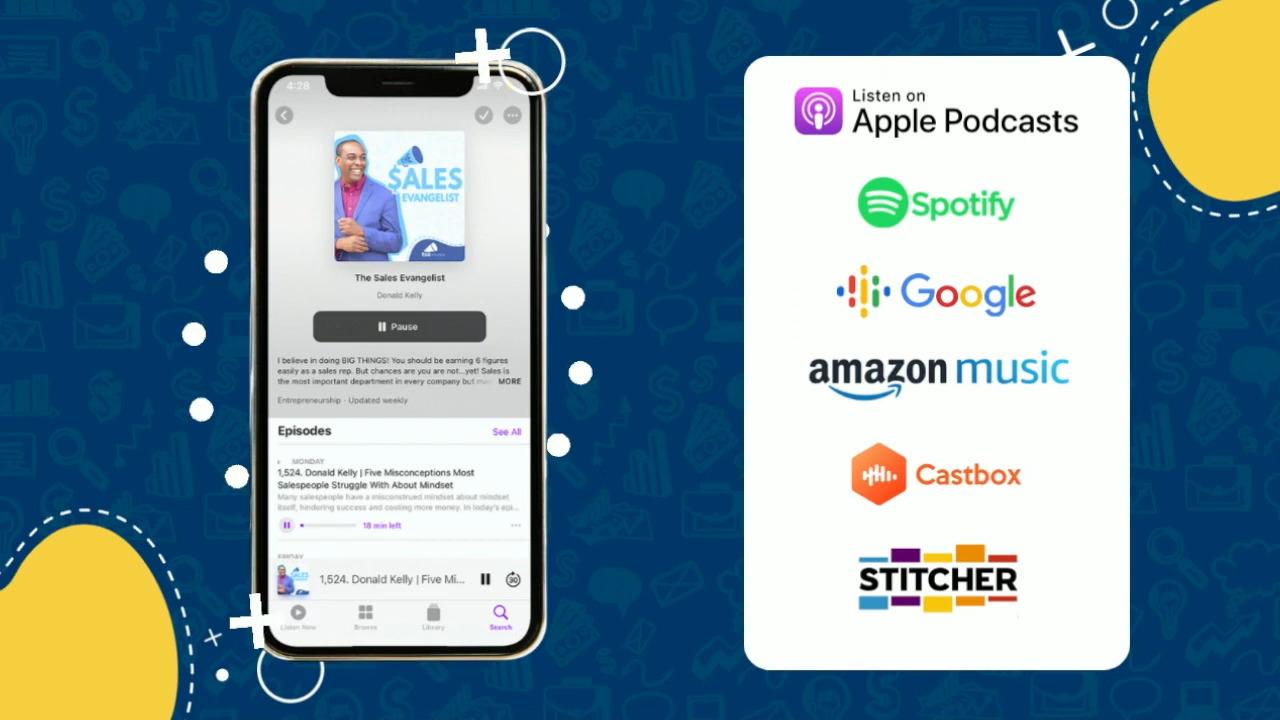 4:28
SALES
EVANGELIST
The Sales Evangelist
Donald Kelly
Pause
I believe in doing BIG THINGS! You should be earning 6 figures
easily as a sales rep. But chances are you are not...yet! Sales is
the most important department in every company but MORE
Entrepreneurship · Updated weekly
Episodes See All
MONDAY
1,524. Donald Kelly | Five Misconceptions Most
Salespeople Struggle With About Mindset
Many salespeople have a misconstrued mindset about mindset
itself, hindering success and costing more money. In today's epi...
18 min left
FRIDAY
1,524. Donald Kelly | Five Mi...
30
Listen Now Browse Library Search
Listen on
Apple Podcasts
Spotify
Google
amazon music
Castbox
STITCHER